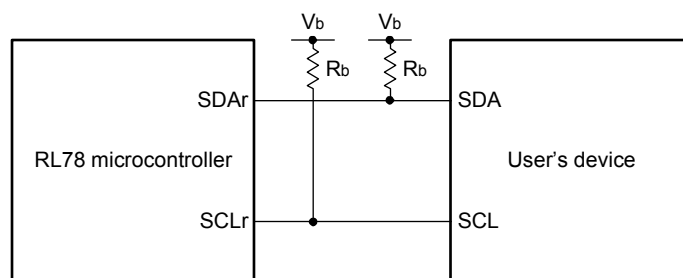 Vb Vb
Rb Rb
SDAr SDA
RL78 microcontroller User's device
SCLr SCL